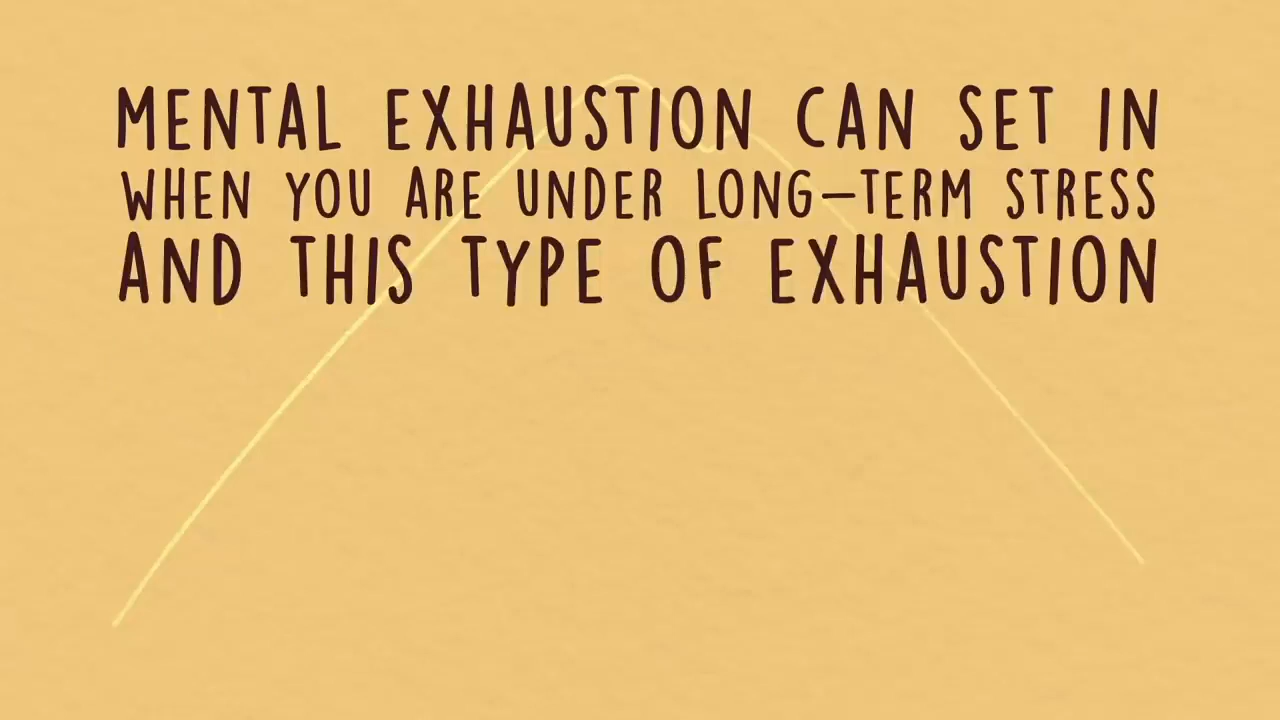 MENTAL EXHAUSTION CAN SET IN
WHEN YOU ARE UNDER LONG-TERM STRESS
AND THIS TYPE OF EXHAUSTION